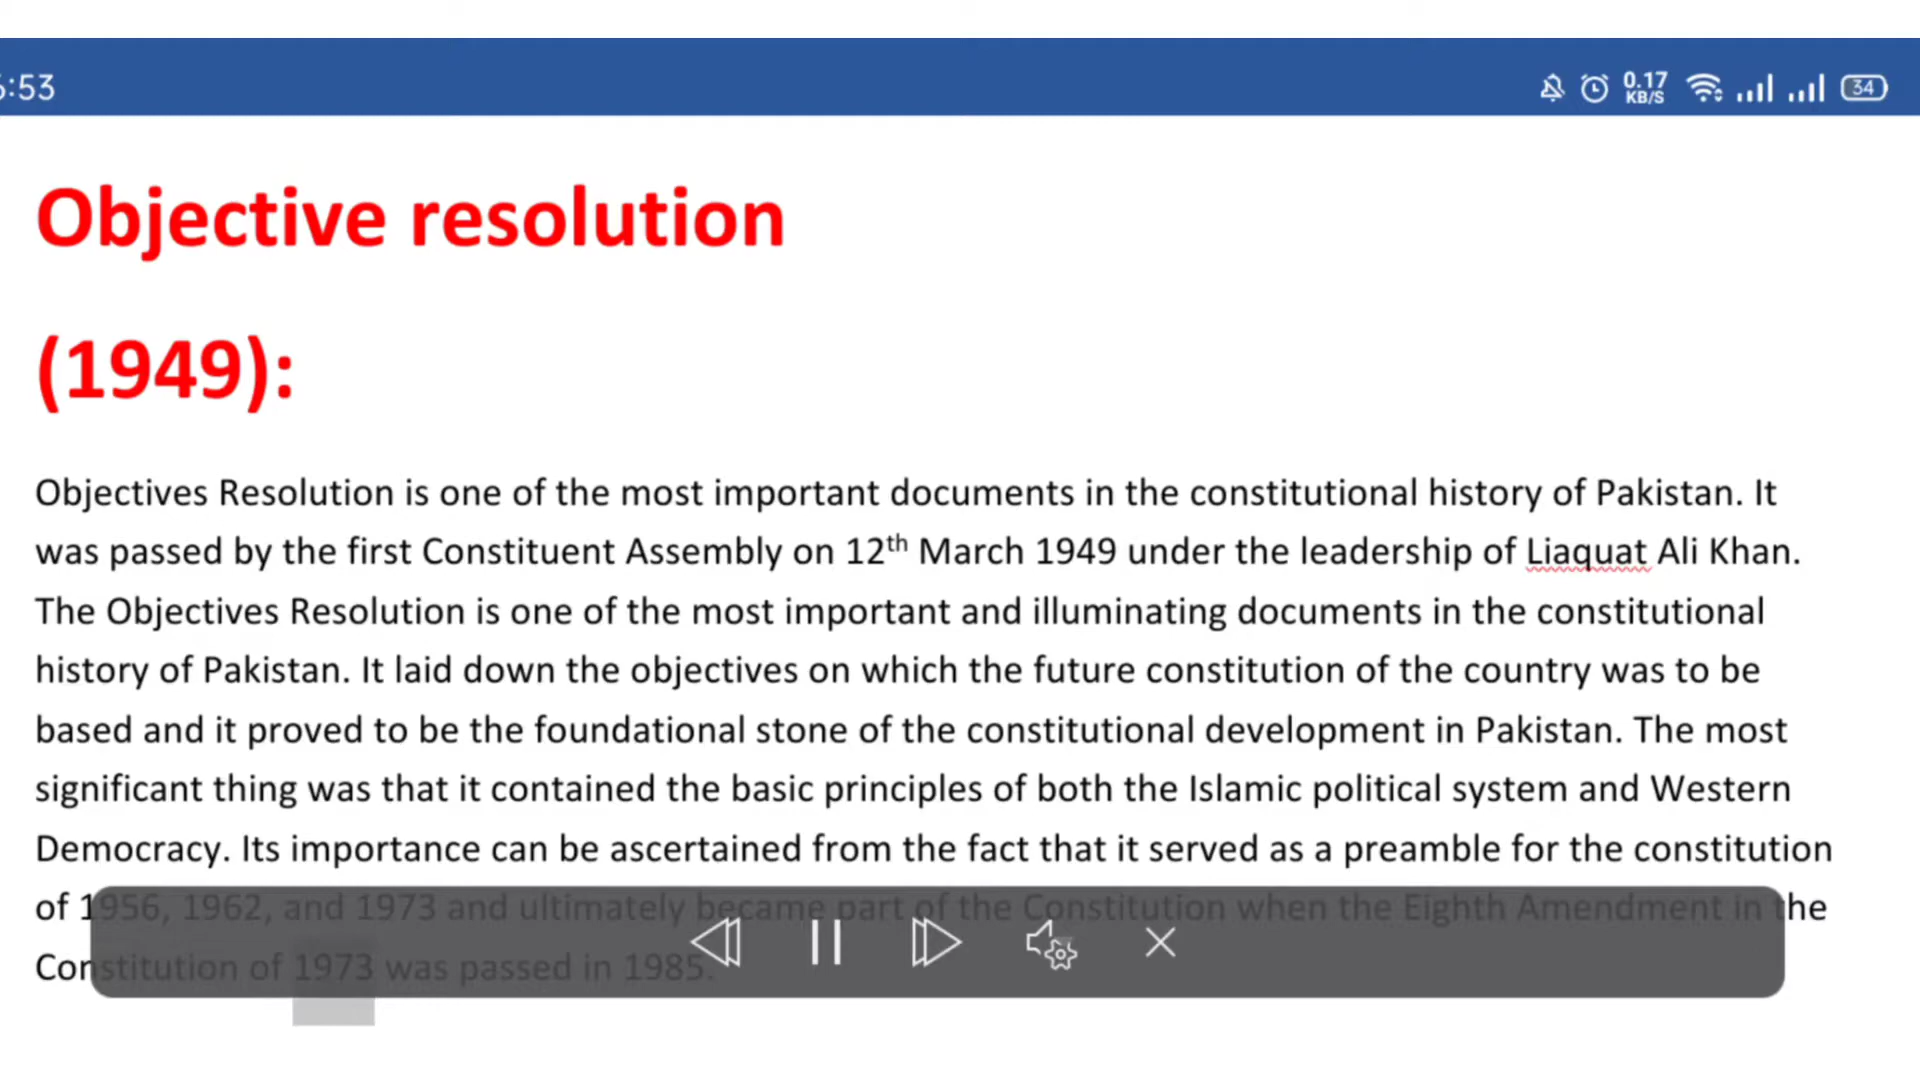 :53
0.17
KB/S
34
Objective resolution
(1949):
Objectives Resolution is one of the most important documents in the constitutional history of Pakistan. It
was passed by the first Constituent Assembly on 12th March 1949 under the leadership of Liaquat Ali Khan.
The Objectives Resolution is one of the most important and illuminating documents in the constitutional
history of Pakistan. It laid down the objectives on which the future constitution of the country was to be
based and it proved to be the foundational stone of the constitutional development in Pakistan. The most
significant thing was that it contained the basic principles of both the Islamic political system and Western
Democracy. Its importance can be ascertained from the fact that it served as a preamble for the constitution
of 1956, 1962, and 1973 and ultimately became part of the Constitution when the Eighth Amendment in the
Constitution of 1973 was passed in 1985.